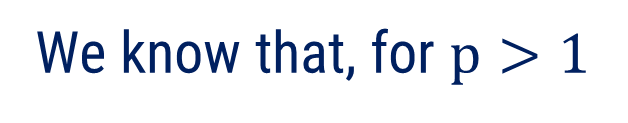 We know that, for p > 1